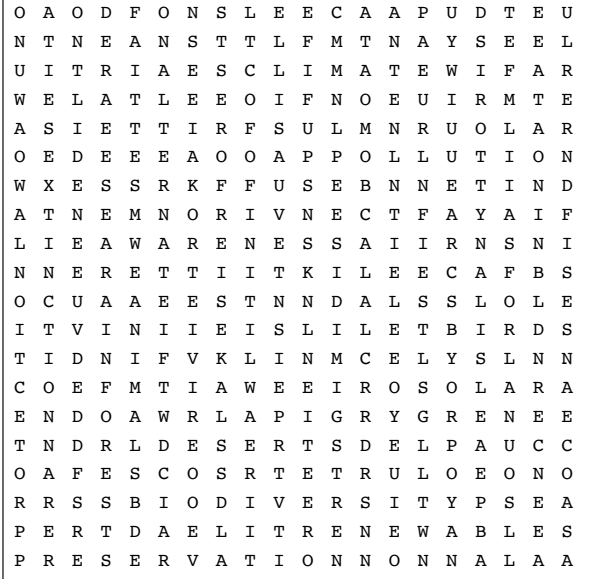 O A O D F O N S L E E C A A P U D T E U
N T N E A N S T T L F M T N A Y S E E L
U I T R I A E S C L I M A T E W I F A R
W E L A T L E E O I F N O E U I R M T E
A S I E T T I R F S U L M N R U O L A R
O E D E E E A O O A P P O L L U T I O N
W X E S S R K F F U S E B N N E T I N D
A T N E M N O R I V N E C T F A Y A I F
L I E A W A R E N E S S A I I R N S N I
N N E R E T T I I T K I L E E C A F B S
O C U A A E E S T N N D A L S S L O L E
I T V I N I I E I S L I L E T B I R D S
T I D N I F V K L I N M C E L Y S L N N
C O E F M T I A W E E I R O S O L A R A
E N D O A W R L A P I G R Y G R E N E E
T N D R L D E S E R T S D E L P A U C C
O A F E S C O S R T E T R U L O E O N O
R R S S B I O D I V E R S I T Y P S E A
P E R T D A E L I T R E N E W A B L E S
P R E S E R V A T I O N N O N N A L A A